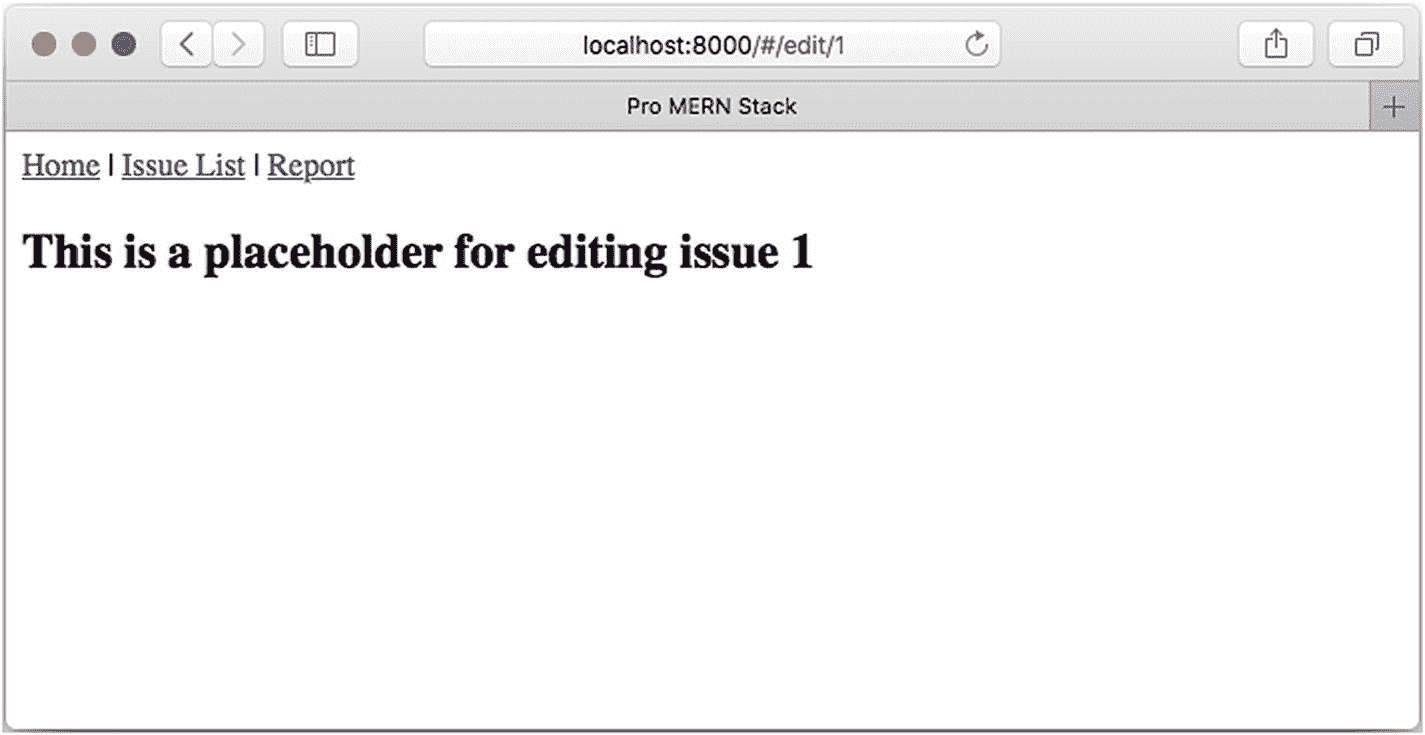 localhost:8000/#/edit/1
Pro MERN Stack
Home | Issue List | Report
This is a placeholder for editing issue 1